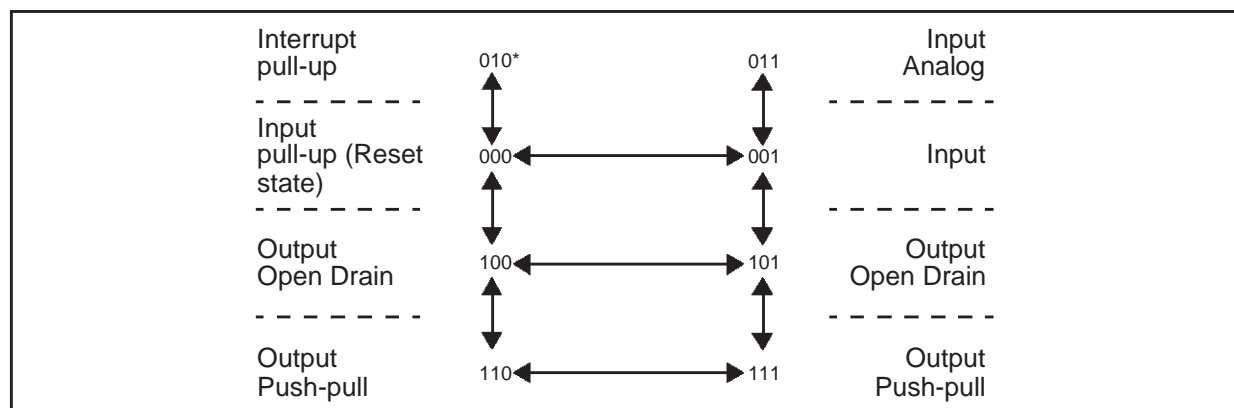 Interrupt
pull-up
010*
011
Input
Analog
Input
pull-up (Reset
state)
000
001
Input
Output
Open Drain
100
101
Output
Open Drain
Output
Push-pull
110
111
Output
Push-pull